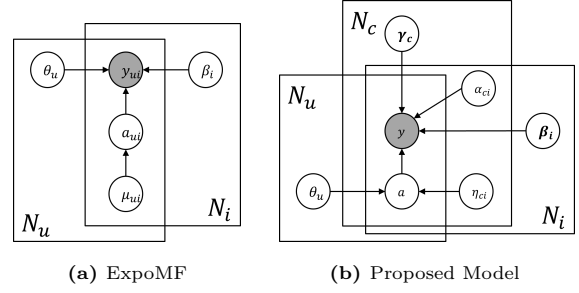 θ_u y_ui β_i
a_ui
μ_ui
N_u N_i
(a) ExpoMF
N_c γ_c
N_u α_ci
y β_i
θ_u a η_ci
N_i
(b) Proposed Model